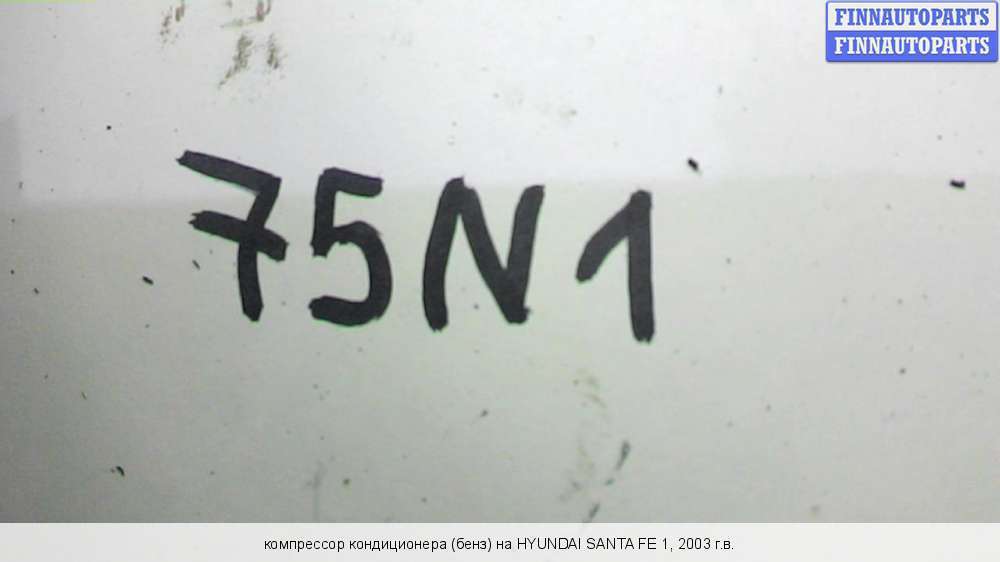 FINNAUTOPARTS
FINNAUTOPARTS
75N1
компрессор кондиционера (бенз) на HYUNDAI SANTA FE 1, 2003 г.в.